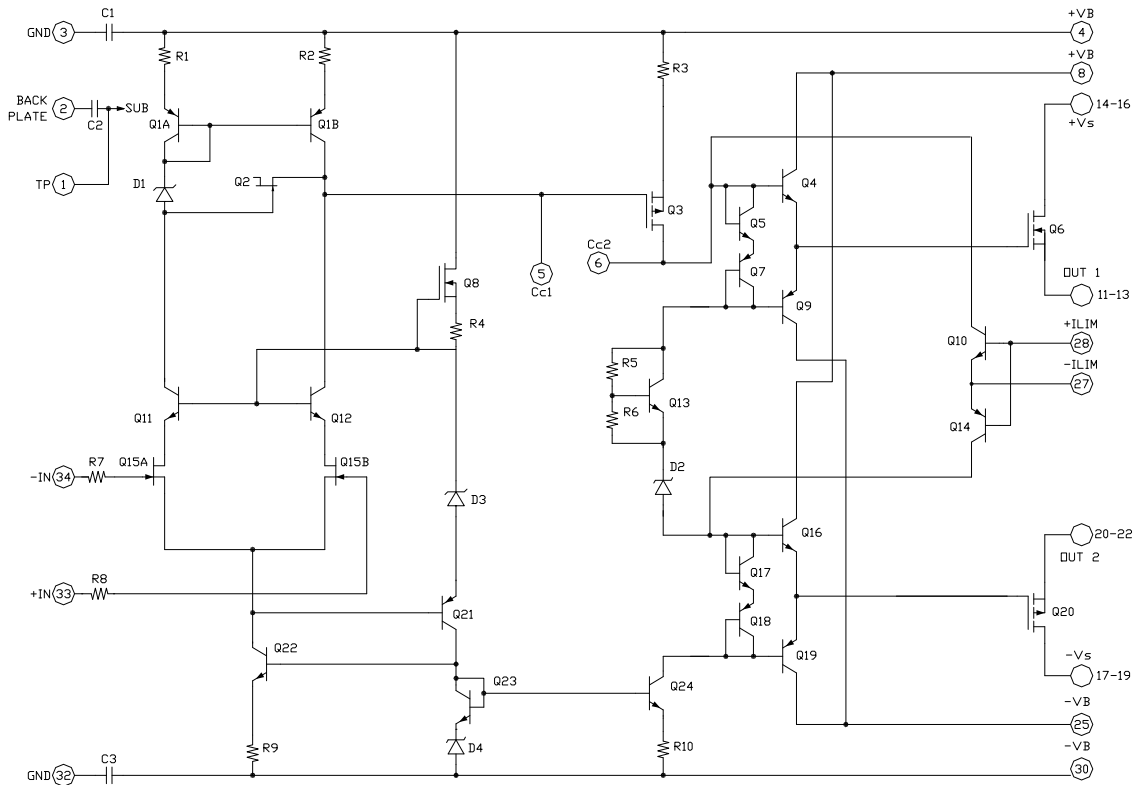 C1
GND 3
+VB
4
R1
R2
R3
+VB
8
BACK
PLATE
2
SUB
C2
Q1A
Q1B
14-16
+Vs
TP 1
D1
Q2
Q3
Q4
Q5
Q6
Cc2
6
5
Cc1
Q7
Q8
OUT 1
11-13
Q9
R4
+ILIM
28
Q10
-ILIM
27
R5
Q13
R6
Q11
Q12
Q14
-IN 34
R7
Q15A
Q15B
D2
D3
Q16
20-22
OUT 2
Q17
+IN 33
R8
Q21
Q18
Q20
Q22
Q19
-Vs
17-19
Q23
Q24
-VB
25
R9
D4
R10
-VB
30
C3
GND 32